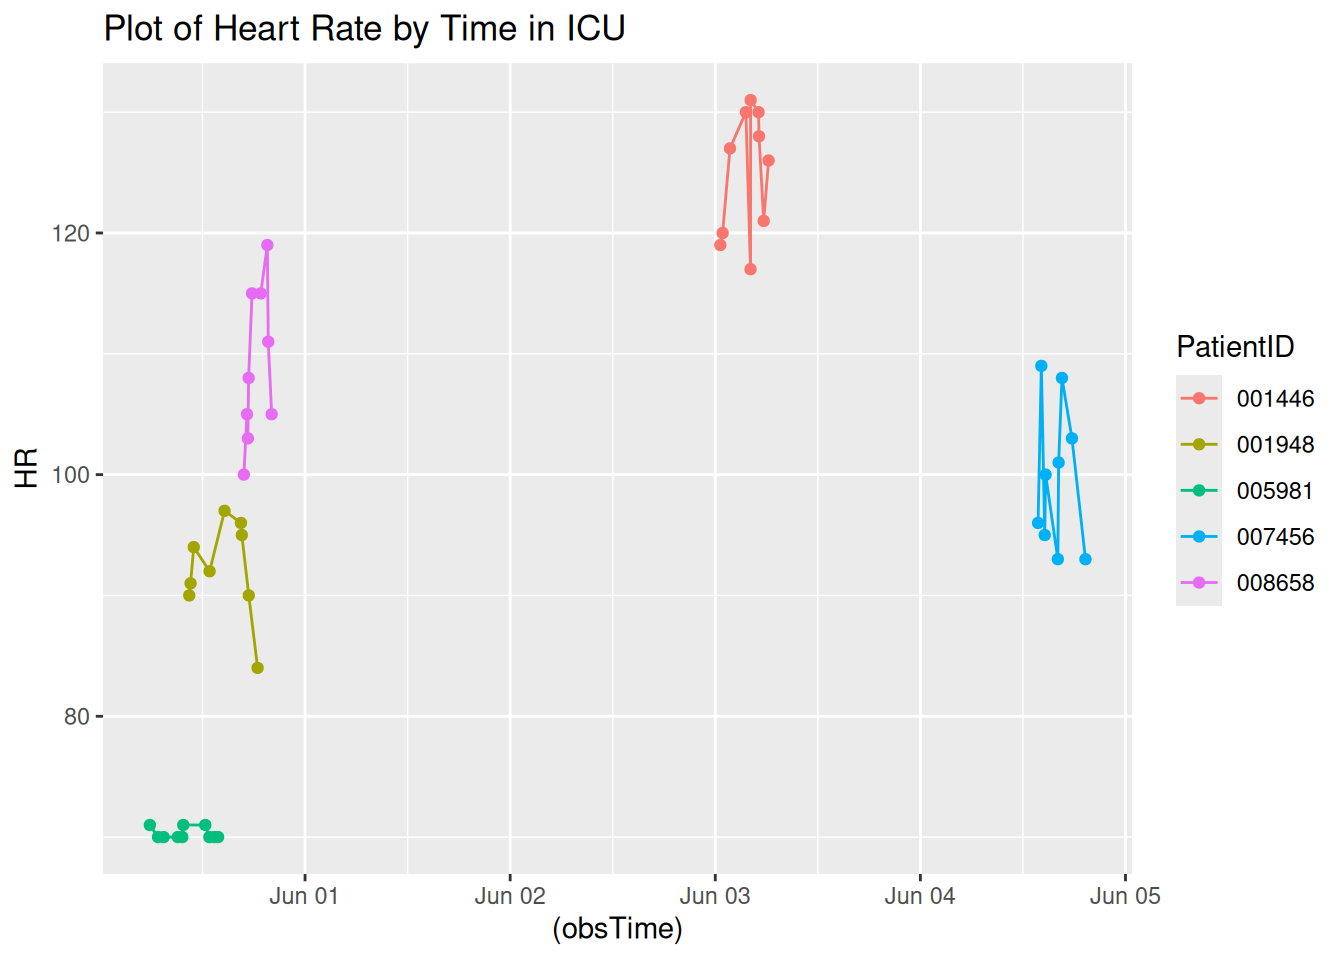 Plot of Heart Rate by Time in ICU
HR
120
100
80
Jun 01
Jun 02
Jun 03
Jun 04
Jun 05
(obsTime)
PatientID
001446
001948
005981
007456
008658